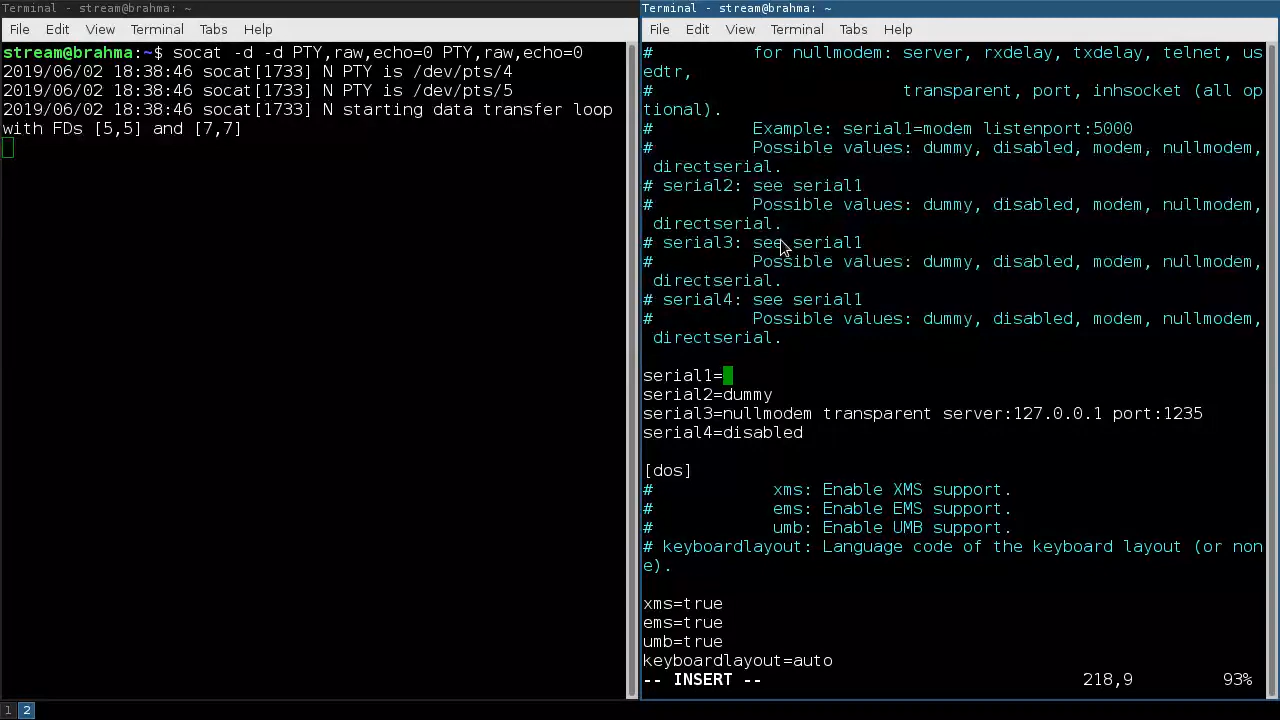 Terminal - stream@brahma: ~
File Edit View Terminal Tabs Help
stream@brahma:~$ socat -d -d PTY,raw,echo=0 PTY,raw,echo=0
2019/06/02 18:38:46 socat[1733] N PTY is /dev/pts/4
2019/06/02 18:38:46 socat[1733] N PTY is /dev/pts/5
2019/06/02 18:38:46 socat[1733] N starting data transfer loop
with FDs [5,5] and [7,7]
Terminal - stream@brahma: ~
File Edit View Terminal Tabs Help
#          for nullmodem: server, rxdelay, txdelay, telnet, us
edtr,
#                         transparent, port, inhsocket (all op
tional).
#          Example: serial1=modem listenport:5000
#          Possible values: dummy, disabled, modem, nullmodem,
 directserial.
# serial2: see serial1
#          Possible values: dummy, disabled, modem, nullmodem,
 directserial.
# serial3: see serial1
#          Possible values: dummy, disabled, modem, nullmodem,
 directserial.
# serial4: see serial1
#          Possible values: dummy, disabled, modem, nullmodem,
 directserial.
serial1=
serial2=dummy
serial3=nullmodem transparent server:127.0.0.1 port:1235
serial4=disabled
[dos]
#            xms: Enable XMS support.
#            ems: Enable EMS support.
#            umb: Enable UMB support.
# keyboardlayout: Language code of the keyboard layout (or non
e).
xms=true
ems=true
umb=true
keyboardlayout=auto
-- INSERT -- 218,9 93%
1 2